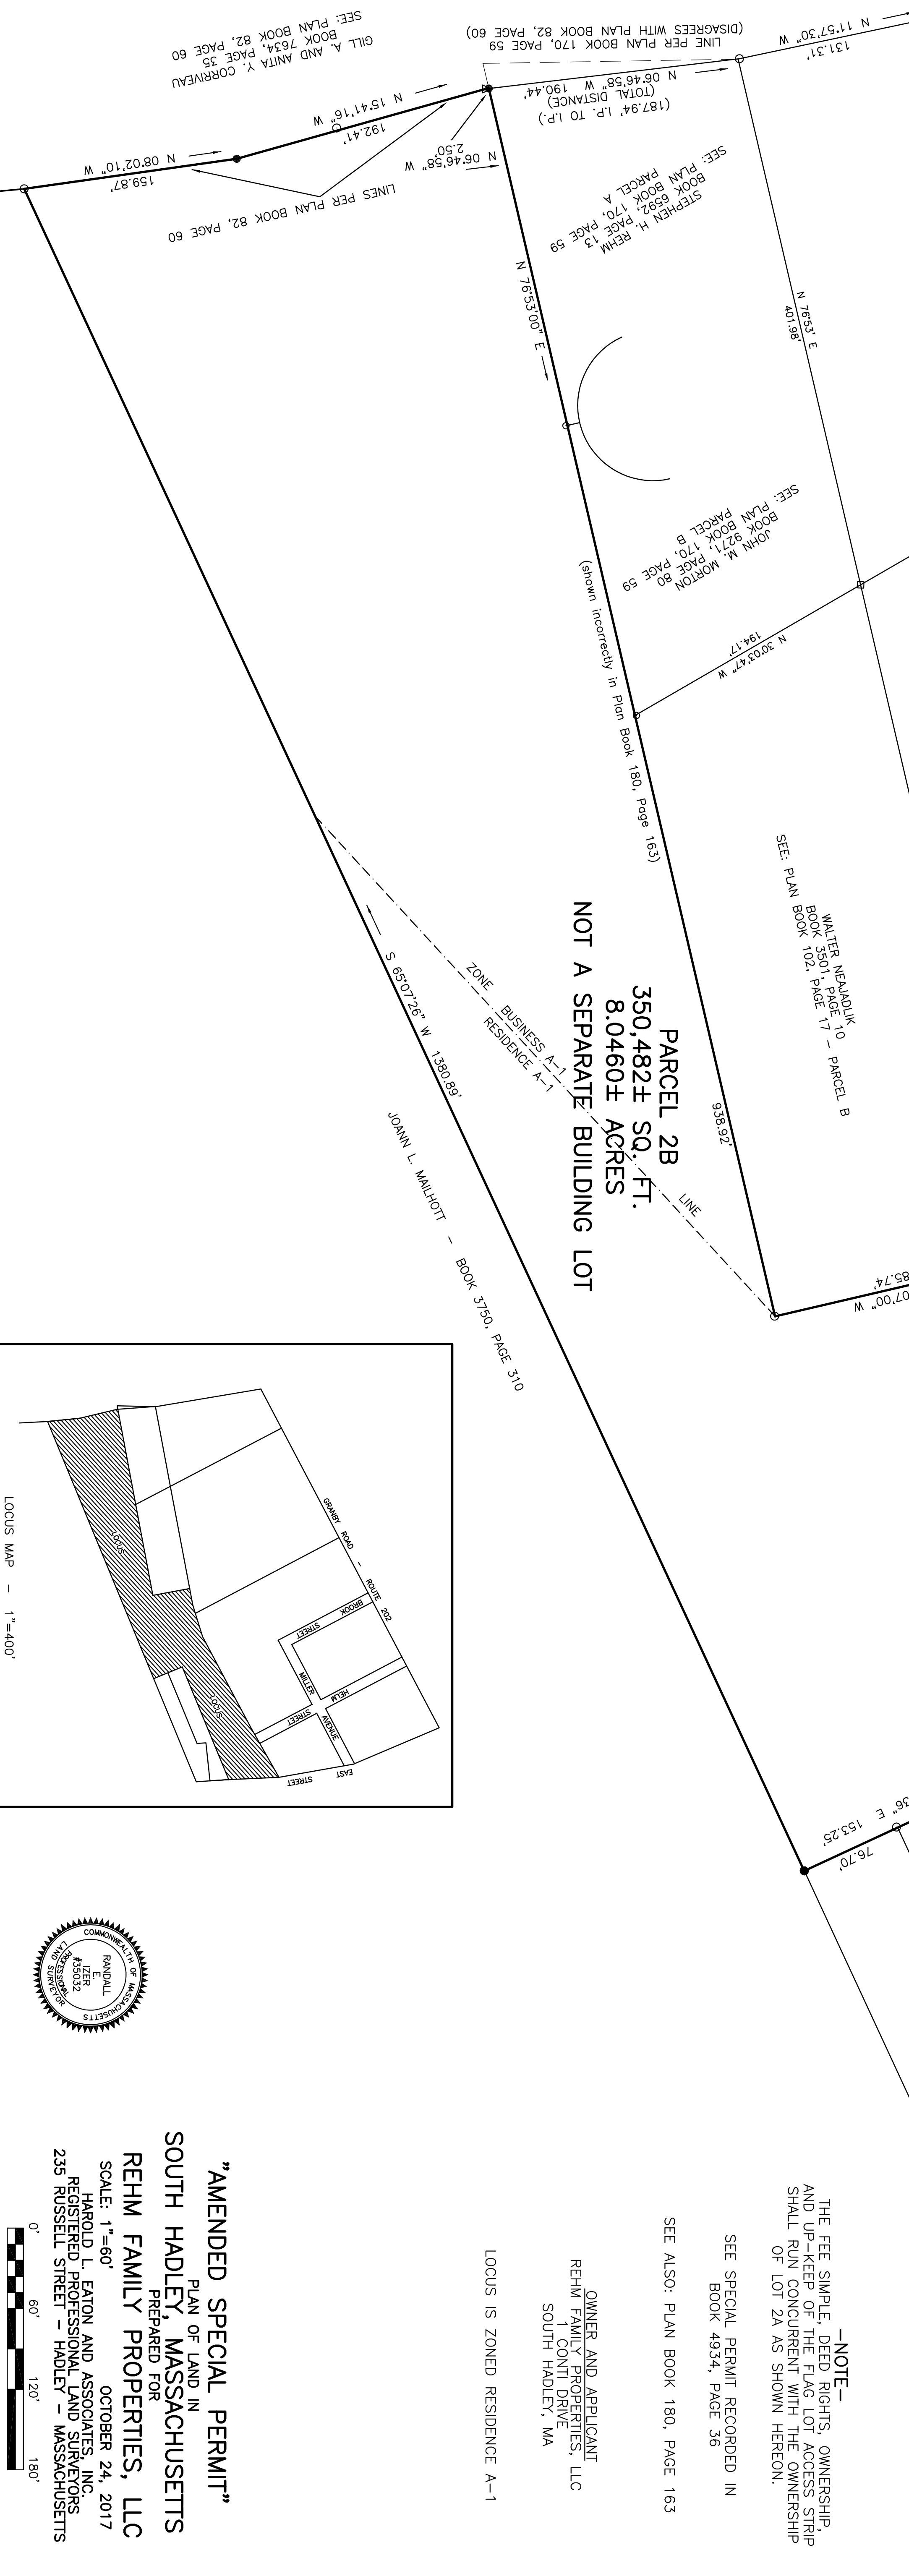 GILL A. AND ANITA Y. CORRIVEAU
BOOK 7634, PAGE 35
SEE: PLAN BOOK 82, PAGE 60
LINE PER PLAN BOOK 170, PAGE 59
(DISAGREES WITH PLAN BOOK 82, PAGE 60)
N 11°57'30" W
131.31'
N 06°46'58" W
190.44'
(TOTAL DISTANCE)
(187.94' I.P. TO I.P.)
N 15°41'16" W
192.41'
N 06°46'58" W
2.50'
N 08°02'10" W
159.87'
LINES PER PLAN BOOK 82, PAGE 60
STEPHEN H. REHM
BOOK 6592, PAGE 13
SEE: PLAN BOOK 170, PAGE 59
PARCEL A
N 76°53'00" E
N 76°53' E
401.98'
JOHN M. MORTON
BOOK 9271, PAGE 80
SEE: PLAN BOOK 170, PAGE 59
PARCEL B
(shown incorrectly in Plan Book 180, Page 163)
N 30°03'47" W
194.17'
WALTER NEAJADLIK
BOOK 3501, PAGE 10
SEE: PLAN BOOK 102, PAGE 17 - PARCEL B
938.92'
ZONE
LINE
BUSINESS A-1
RESIDENCE A-1
PARCEL 2B
350,482± SQ. FT.
8.0460± ACRES
NOT A SEPARATE BUILDING LOT
85.74'
07'00" W
S 65°07'26" W 1380.89'
JOANN L. MAILHOTT - BOOK 3750, PAGE 310
36" E 153.25'
76.70'
GRANBY ROAD - ROUTE 202
BROOK STREET
MILLER AVENUE
HELM STREET
EAST STREET
LOCUS
LOCUS
LOCUS MAP - 1"=400'
COMMONWEALTH OF MASSACHUSETTS
RANDALL
E.
IZER
#35032
PROFESSIONAL
LAND SURVEYOR
-NOTE-
THE FEE SIMPLE, DEED RIGHTS, OWNERSHIP,
AND UP-KEEP OF THE FLAG LOT ACCESS STRIP
SHALL RUN CONCURRENT WITH THE OWNERSHIP
OF LOT 2A AS SHOWN HEREON.
SEE SPECIAL PERMIT RECORDED IN
BOOK 4934, PAGE 36
SEE ALSO: PLAN BOOK 180, PAGE 163
OWNER AND APPLICANT
REHM FAMILY PROPERTIES, LLC
1 CONTI DRIVE
SOUTH HADLEY, MA
LOCUS IS ZONED RESIDENCE A-1
"AMENDED SPECIAL PERMIT"
PLAN OF LAND IN
SOUTH HADLEY, MASSACHUSETTS
PREPARED FOR
REHM FAMILY PROPERTIES, LLC
SCALE: 1"=60' OCTOBER 24, 2017
HAROLD L. EATON AND ASSOCIATES, INC.
REGISTERED PROFESSIONAL LAND SURVEYORS
235 RUSSELL STREET - HADLEY - MASSACHUSETTS
0' 60' 120' 180'